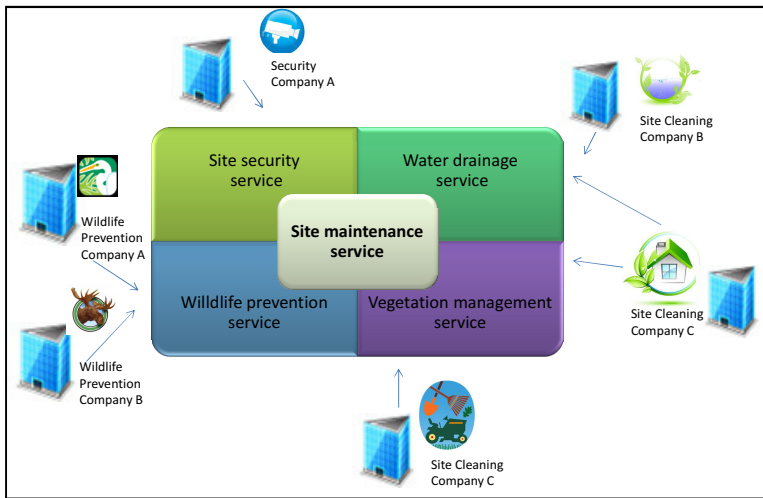 Security
Company A
Site Cleaning
Company B
Site security
service
Water drainage
service
Site maintenance
service
Wildlife
Prevention
Company A
Willdlife prevention
service
Vegetation management
service
Site Cleaning
Company C
Wildlife
Prevention
Company B
Site Cleaning
Company C